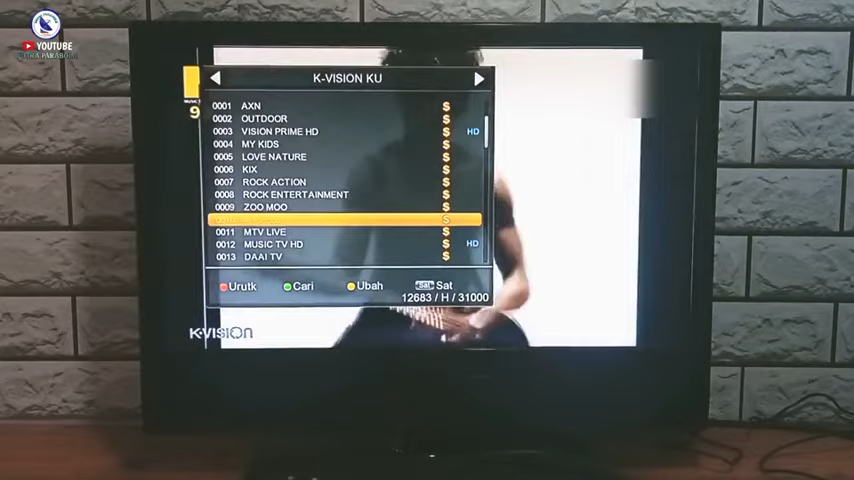 YOUTUBE
K-VISION KU
0001 AXN $
0002 OUTDOOR $
0003 VISION PRIME HD $ HD
0004 MY KIDS $
0005 LOVE NATURE $
0006 KIX $
0007 ROCK ACTION $
0008 ROCK ENTERTAINMENT $
0009 ZOO MOO $
$
0011 MTV LIVE $
0012 MUSIC TV HD $ HD
0013 DAAI TV $
Urutk Cari Ubah Sat Sat
12683 / H / 31000
K-VISION
9